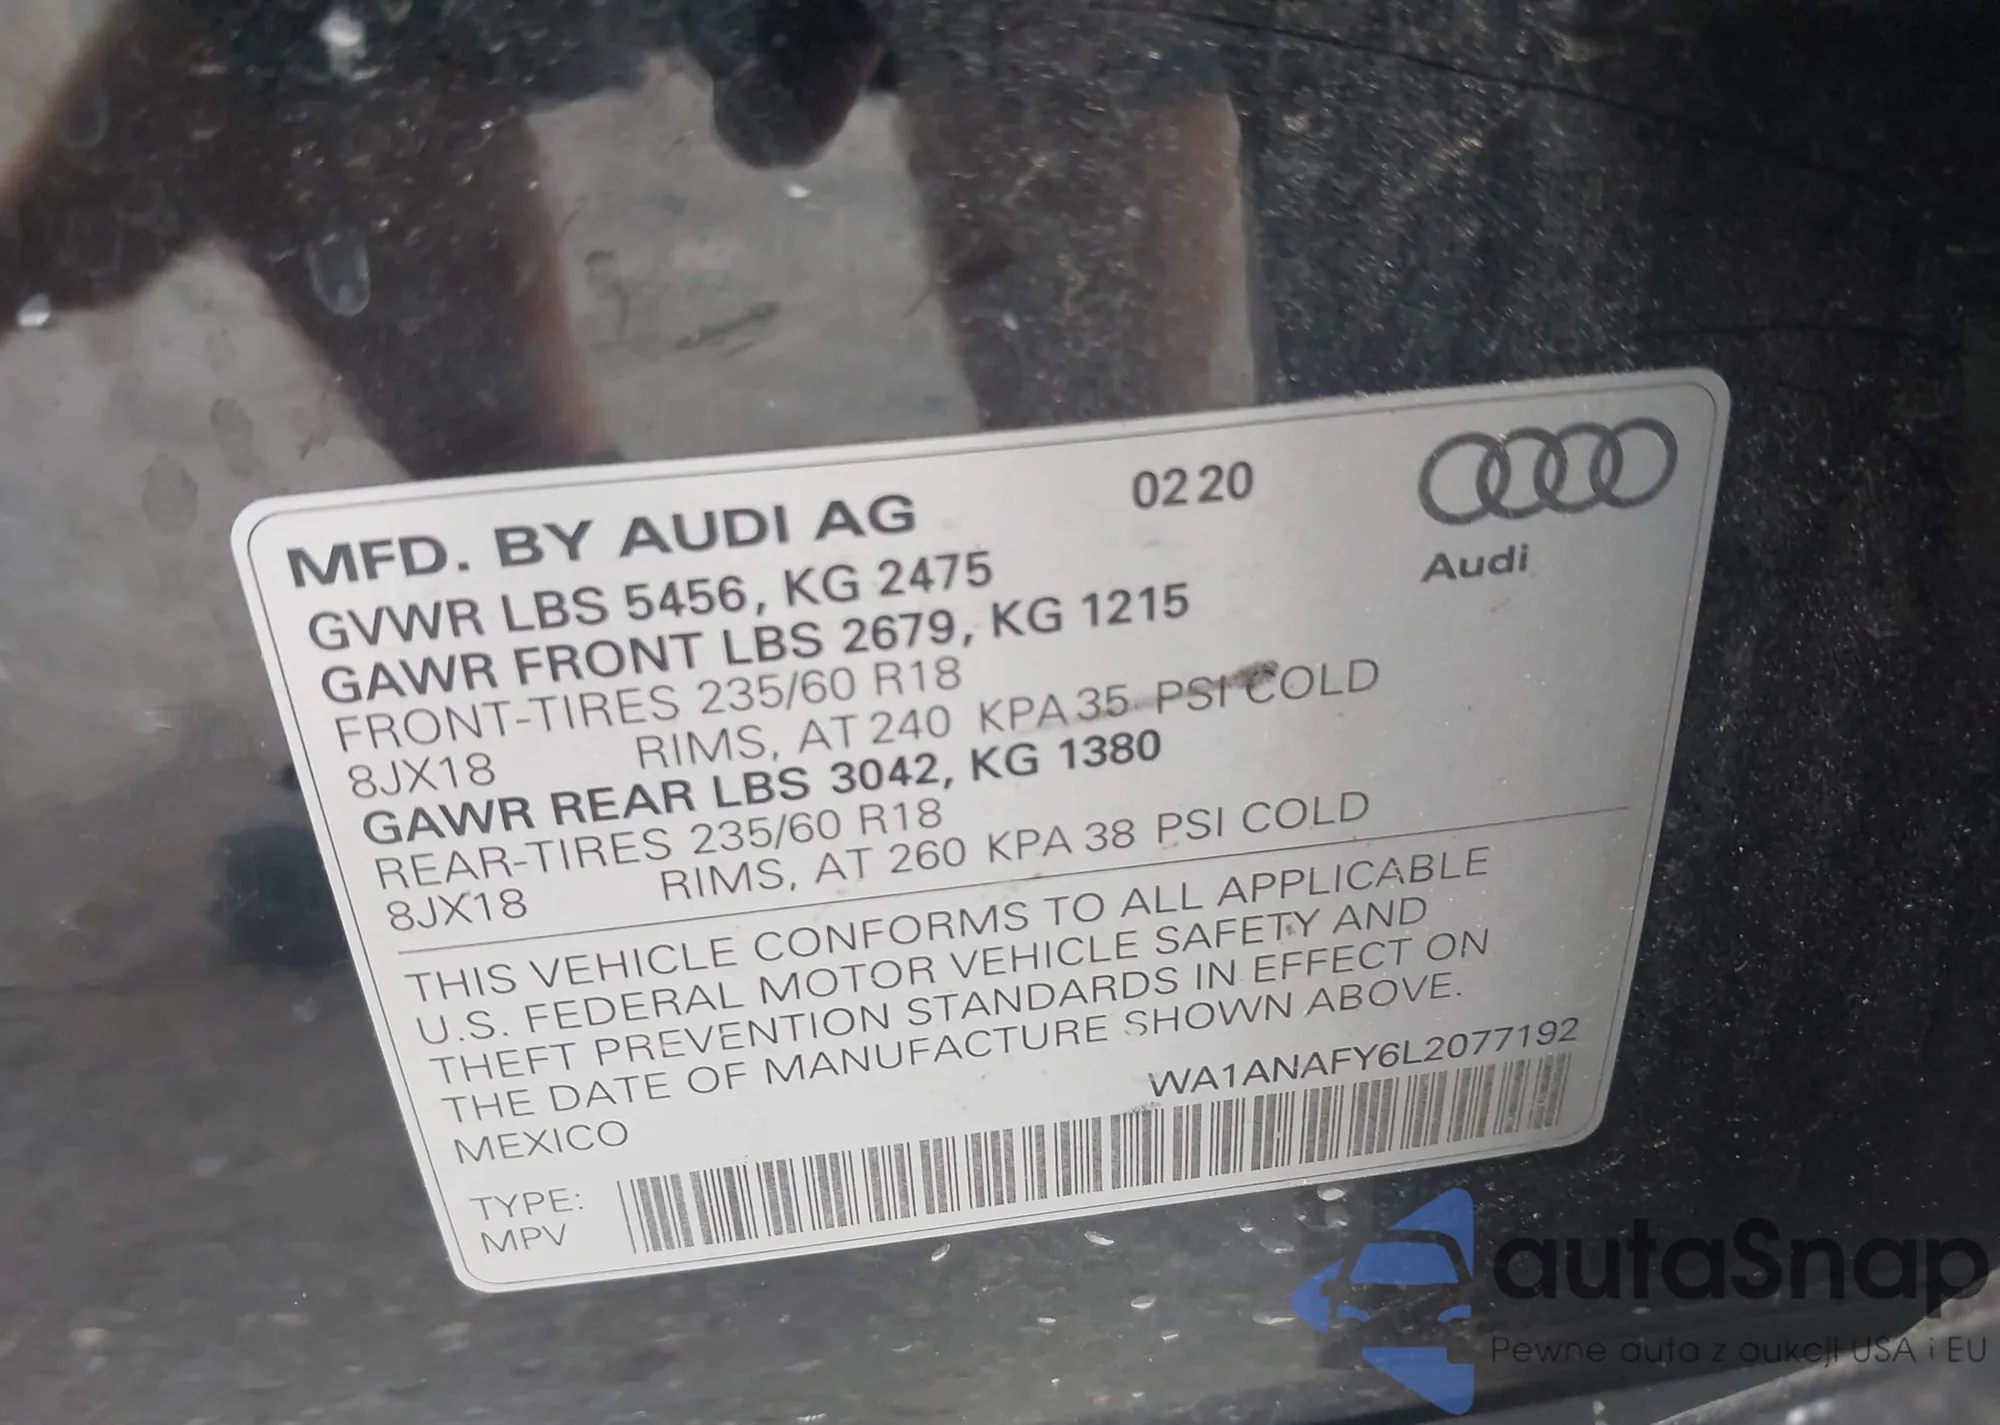 MFD. BY AUDI AG 0220
Audi
GVWR LBS 5456, KG 2475
GAWR FRONT LBS 2679, KG 1215
FRONT-TIRES 235/60 R18
8JX18 RIMS, AT 240 KPA 35 PSI COLD
GAWR REAR LBS 3042, KG 1380
REAR-TIRES 235/60 R18
8JX18 RIMS, AT 260 KPA 38 PSI COLD
THIS VEHICLE CONFORMS TO ALL APPLICABLE
U.S. FEDERAL MOTOR VEHICLE SAFETY AND
THEFT PREVENTION STANDARDS IN EFFECT ON
THE DATE OF MANUFACTURE SHOWN ABOVE.
MEXICO WA1ANAFY6L2077192
TYPE:
MPV
autaSnap
Pewne auta z aukcji USA i EU